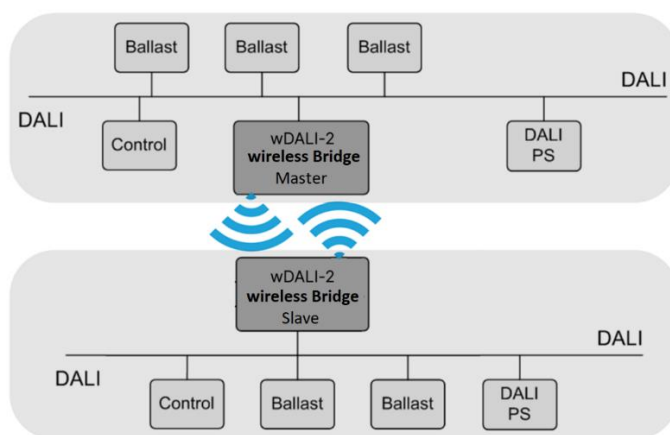 Ballast
Ballast
Ballast
DALI
DALI
Control
wDALI-2
wireless Bridge
Master
DALI
PS
wDALI-2
wireless Bridge
Slave
DALI
DALI
Control
Ballast
Ballast
DALI
PS